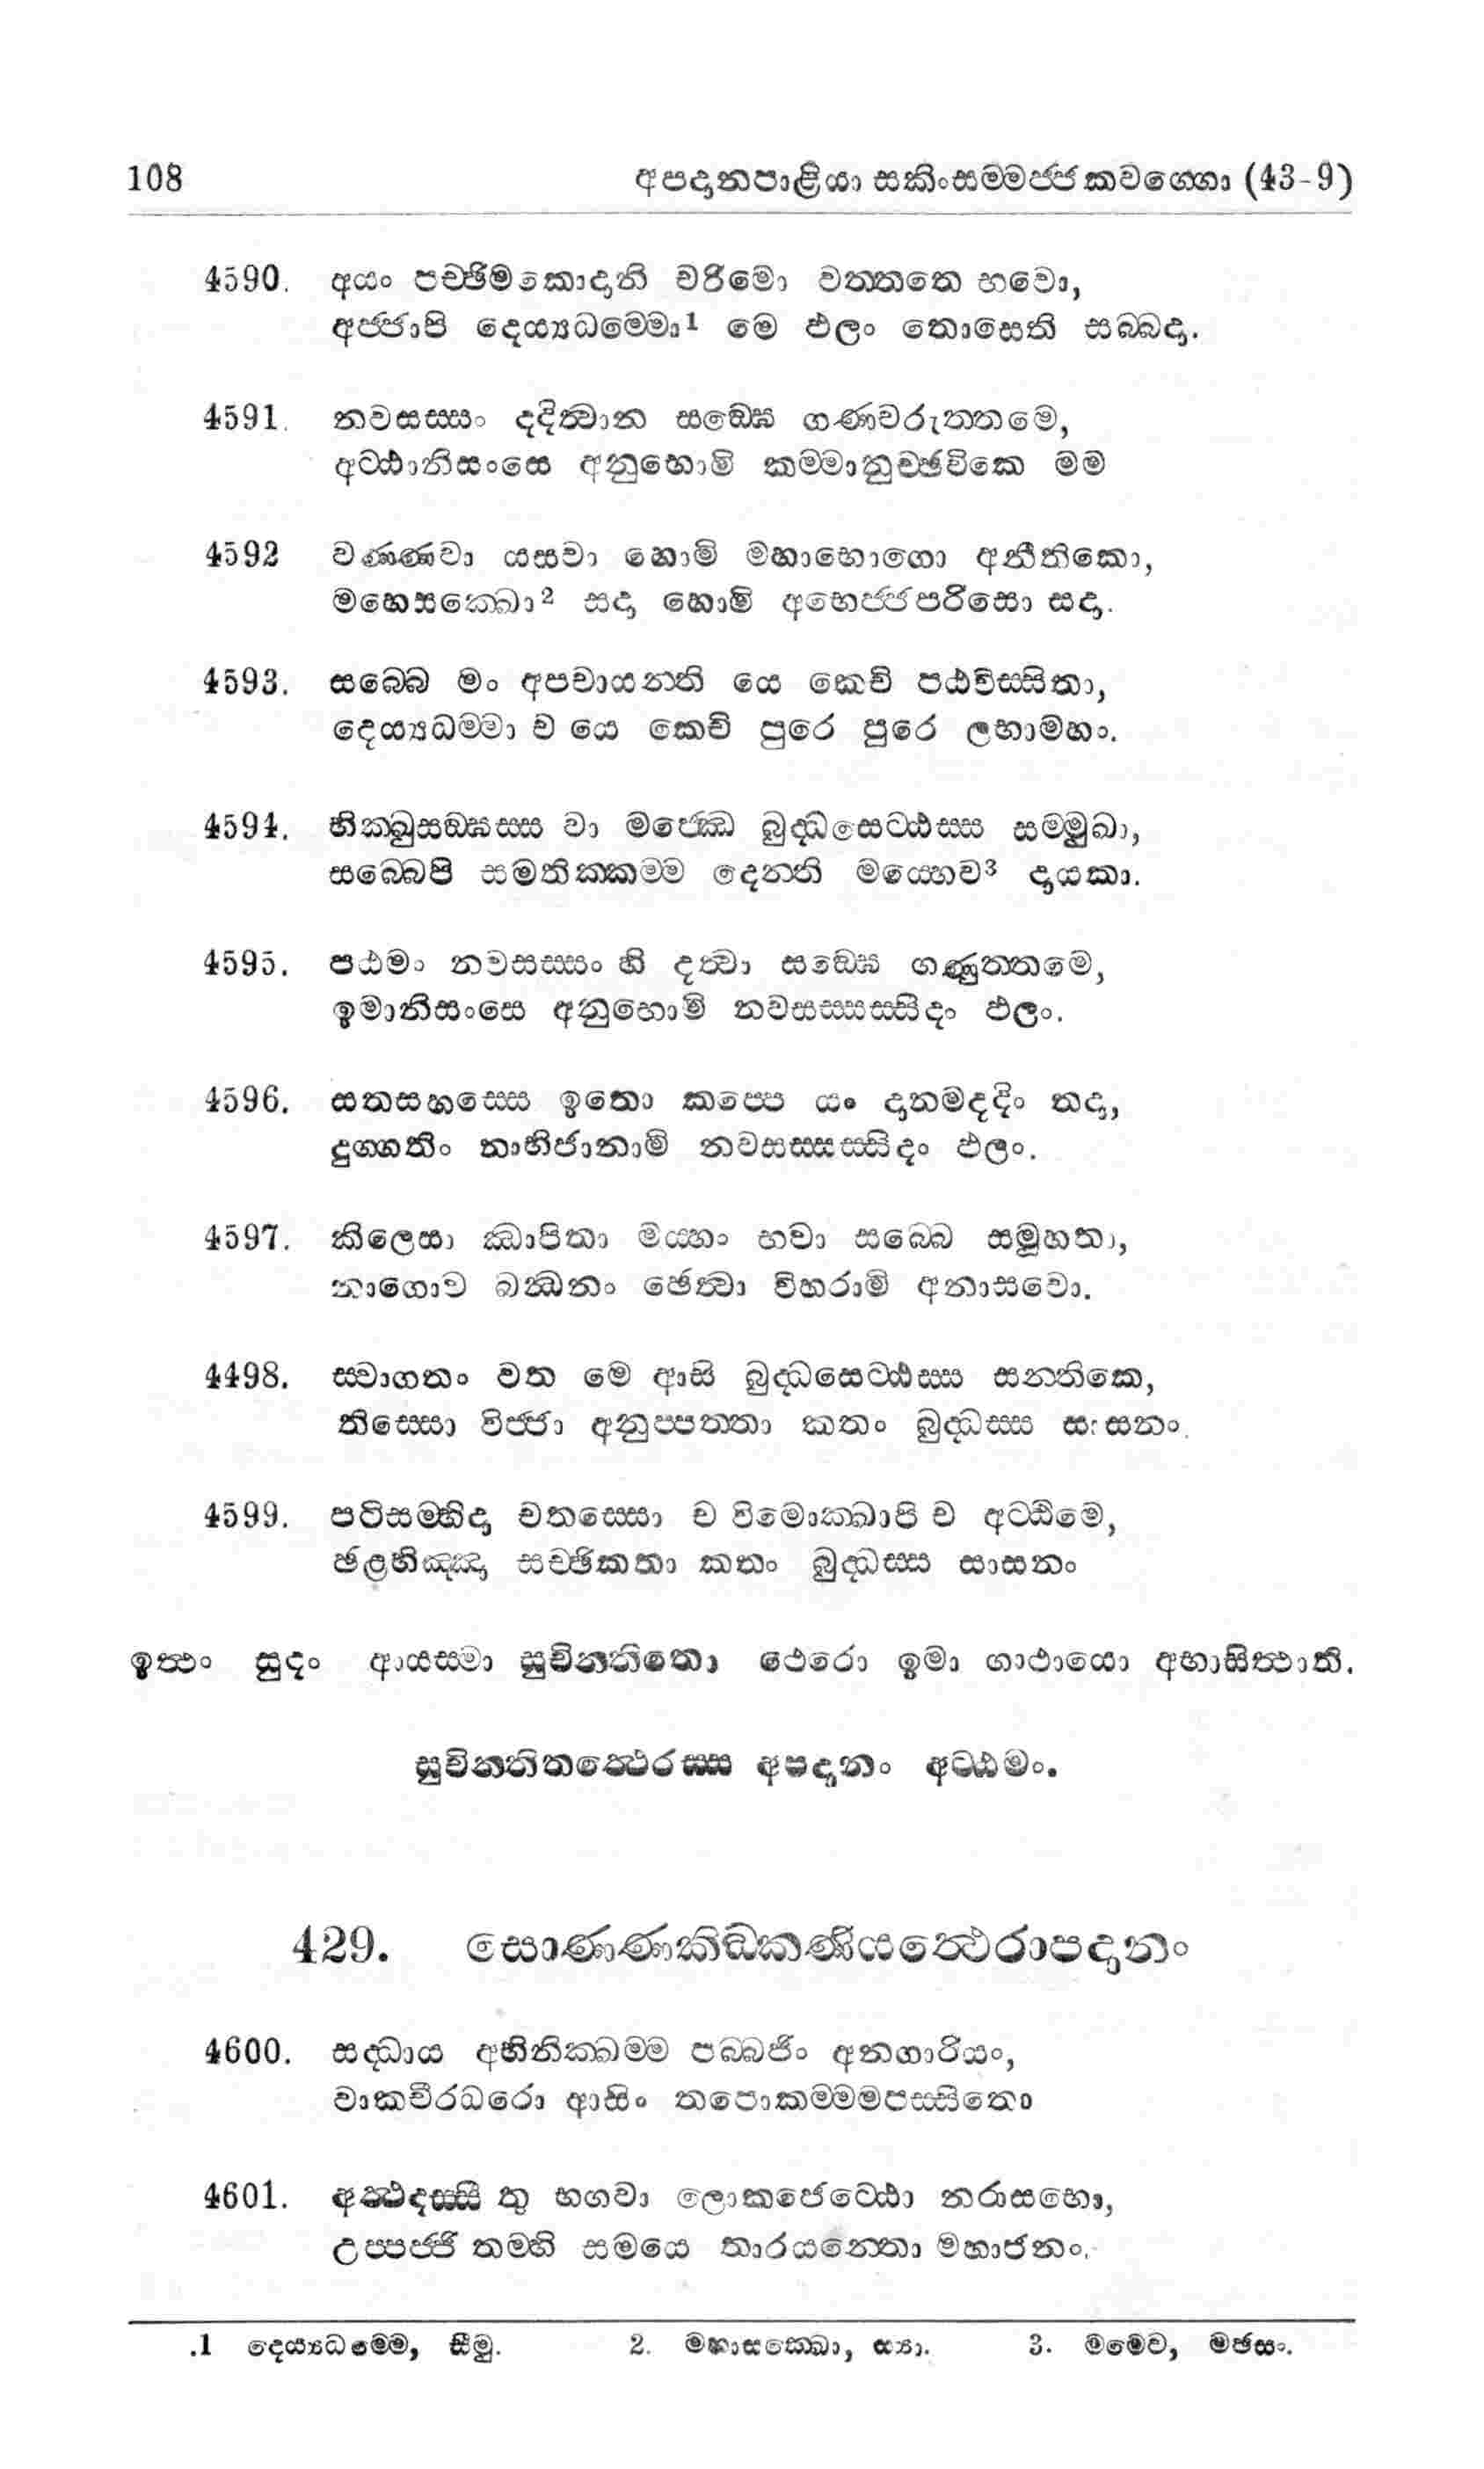 108 අපදානපාළියා සකිංසම්මජ්ජකවග්ගො (43-9)
4590. අයං පච්ඡිමකොදානි චරිමො වත්තතෙ භවො,
අජ්ජාපි දෙය්‍යධම්මො1 මෙ ඵලං තොසෙති සබ්බදා.
4591. නවසස්සං දදිත්වාන සඞ්ඝෙ ගණවරුත්තමෙ,
අට්ඨානිසංසෙ අනුභොමි කම්මානුච්ඡවිකෙ මම
4592 වණ්ණවා යසවා හොමි මහාභොගො අනීතිකො,
මහෙසක්ඛො2 සදා හොමි අභෙජ්ජපරිසො සදා.
4593. සබ්බෙ මං අපචායන්ති යෙ කෙචි පඨවිස්සිතා,
දෙය්‍යධම්මා ච යෙ කෙචි පුරෙ පුරෙ ලභාමහං.
4594. භික්ඛුසඞ්ඝස්ස වා මජ්ඣෙ බුද්ධසෙට්ඨස්ස සම්මුඛා,
සබ්බෙපි සමතික්කම්ම දෙන්ති මය්හෙව3 දායකා.
4595. පඨමං නවසස්සං හි දත්වා සඞ්ඝෙ ගණුත්තමෙ,
ඉමානිසංසෙ අනුභොමි නවසස්සස්සිදං ඵලං.
4596. සතසහස්සෙ ඉතො කප්පෙ යං දානමදදිං තදා,
දුග්ගතිං නාභිජානාමි නවසස්සස්සිදං ඵලං.
4597. කිලෙසා ඣාපිතා මය්හං භවා සබ්බෙ සමූහතා,
නාගොව බන්ධනං ඡෙත්වා විහරාමි අනාසවො.
4498. ස්වාගතං වත මෙ ආසි බුද්ධසෙට්ඨස්ස සන්තිකෙ,
තිස්සො විජ්ජා අනුප්පත්තා කතං බුද්ධස්ස සාසනං.
4599. පටිසම්භිදා චතස්සො ච විමොක්ඛාපි ච අට්ඨිමෙ,
ඡළභිඤ්ඤා සච්ඡිකතා කතං බුද්ධස්ස සාසනං
ඉත්ථං සුදං ආයස්මා සුචින්තිතො ථෙරො ඉමා ගාථායො අභාසිත්ථාති.
සුචින්තිතත්ථෙරස්ස අපදානං අට්ඨමං.
429. සොණ්ණකිඞ්කණියත්ථෙරාපදානං
4600. සද්ධාය අභිනික්ඛම්ම පබ්බජිං අනගාරියං,
වාකචීරධරො ආසිං තපොකම්මමපස්සිතො
4601. අත්ථදස්සී තු භගවා ලොකජෙට්ඨො නරාසභො,
උප්පජ්ජි තම්හි සමයෙ තාරයන්තො මහාජනං.
.1 දෙය්‍යධම්මෙ, සීමු. 2. මහාසක්ඛො, ස්‍යා. 3. මමෙව, මඡසං.